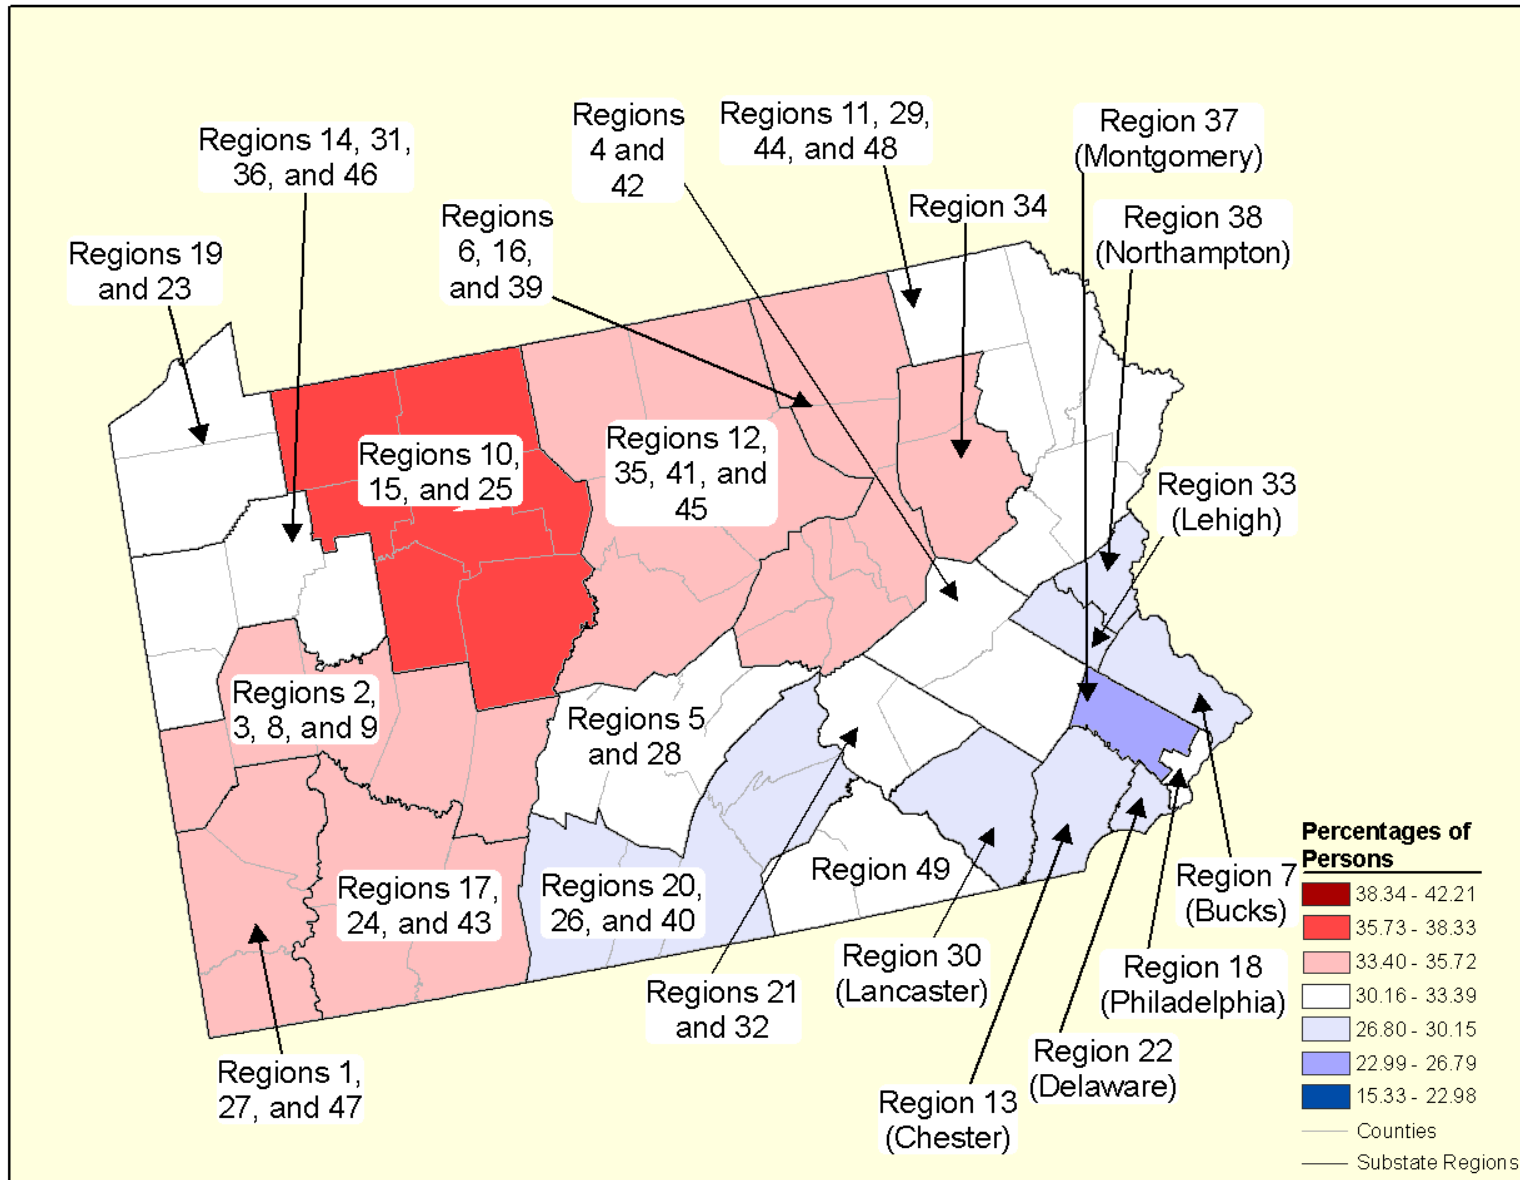 Regions 14, 31,
36, and 46
Regions
4 and
42
Regions 11, 29,
44, and 48
Region 37
(Montgomery)
Regions 19
and 23
Regions
6, 16,
and 39
Region 34
Region 38
(Northampton)
Regions 10,
15, and 25
Regions 12,
35, 41, and
45
Region 33
(Lehigh)
Regions 2,
3, 8, and 9
Regions 5
and 28
Regions 17,
24, and 43
Regions 20,
26, and 40
Region 49
Region 7
(Bucks)
Regions 21
and 32
Region 30
(Lancaster)
Region 18
(Philadelphia)
Regions 1,
27, and 47
Region 13
(Chester)
Region 22
(Delaware)
Percentages of
Persons
38.34 - 42.21
35.73 - 38.33
33.40 - 35.72
30.16 - 33.39
26.80 - 30.15
22.99 - 26.79
15.33 - 22.98
Counties
Substate Regions